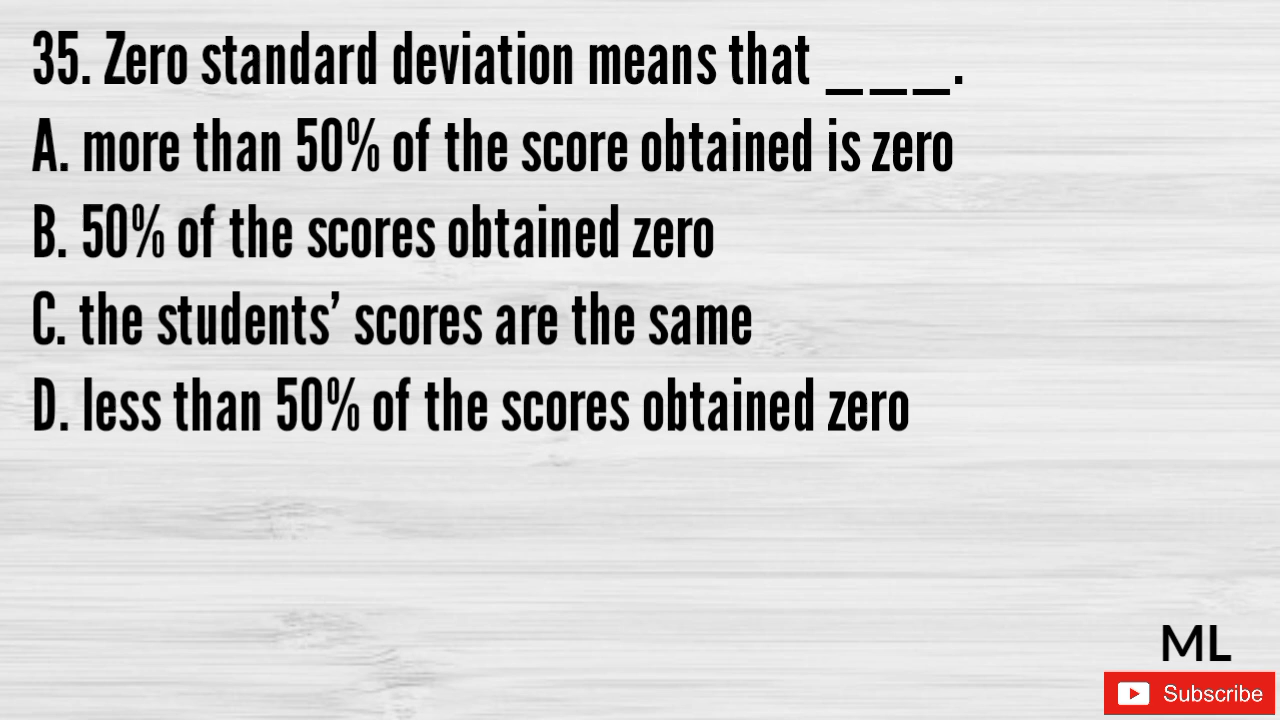 35. Zero standard deviation means that ___.
A. more than 50% of the score obtained is zero
B. 50% of the scores obtained zero
C. the students’ scores are the same
D. less than 50% of the scores obtained zero
ML
Subscribe